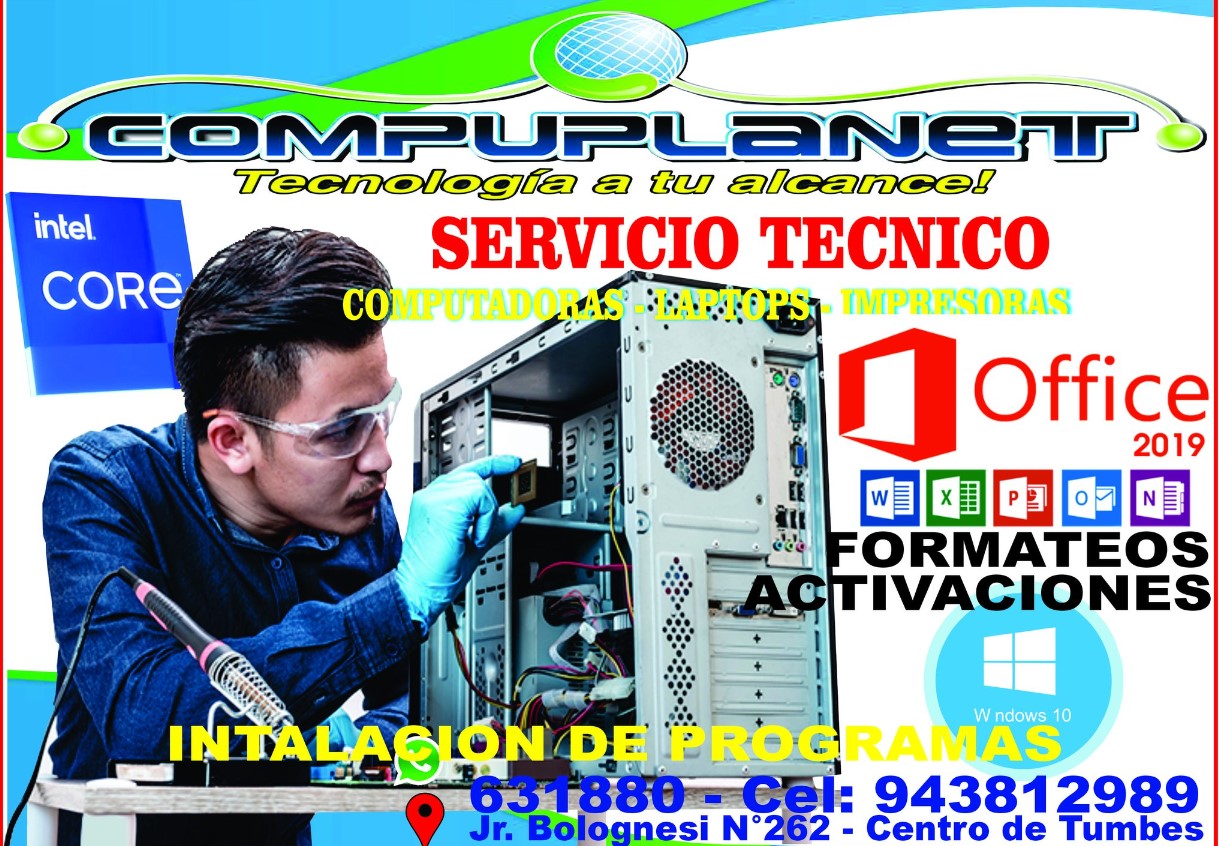 COMPUPLANET
Tecnología a tu alcance!
intel.
CORE™
SERVICIO TECNICO
COMPUTADORAS - LAPTOPS - IMPRESORAS
Office
2019
W X P O N
FORMATEOS
ACTIVACIONES
W ndows 10
INTALACION DE PROGRAMAS
631880 - Cel: 943812989
Jr. Bolognesi N°262 - Centro de Tumbes